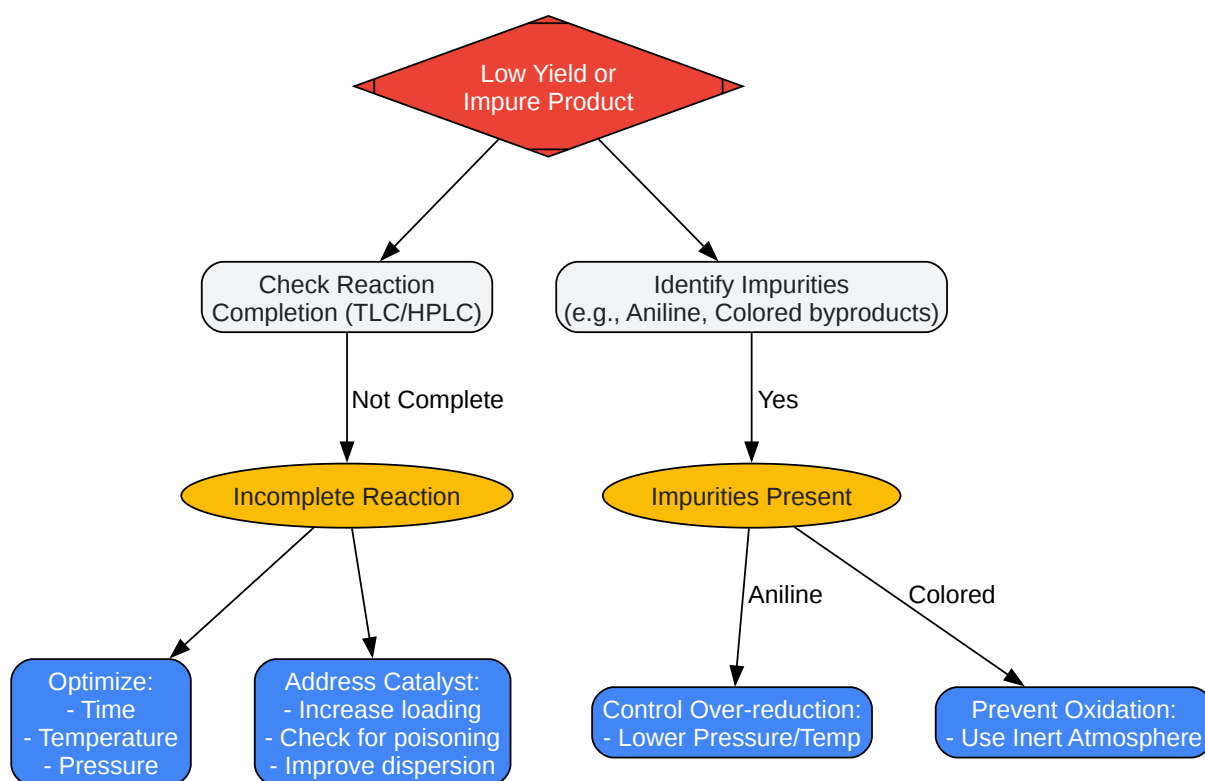 Low Yield or
Impure Product
Check Reaction
Completion (TLC/HPLC)
Identify Impurities
(e.g., Aniline, Colored byproducts)
Not Complete
Yes
Incomplete Reaction
Impurities Present
Aniline
Colored
Optimize:
- Time
- Temperature
- Pressure
Address Catalyst:
- Increase loading
- Check for poisoning
- Improve dispersion
Control Over-reduction:
- Lower Pressure/Temp
Prevent Oxidation:
- Use Inert Atmosphere